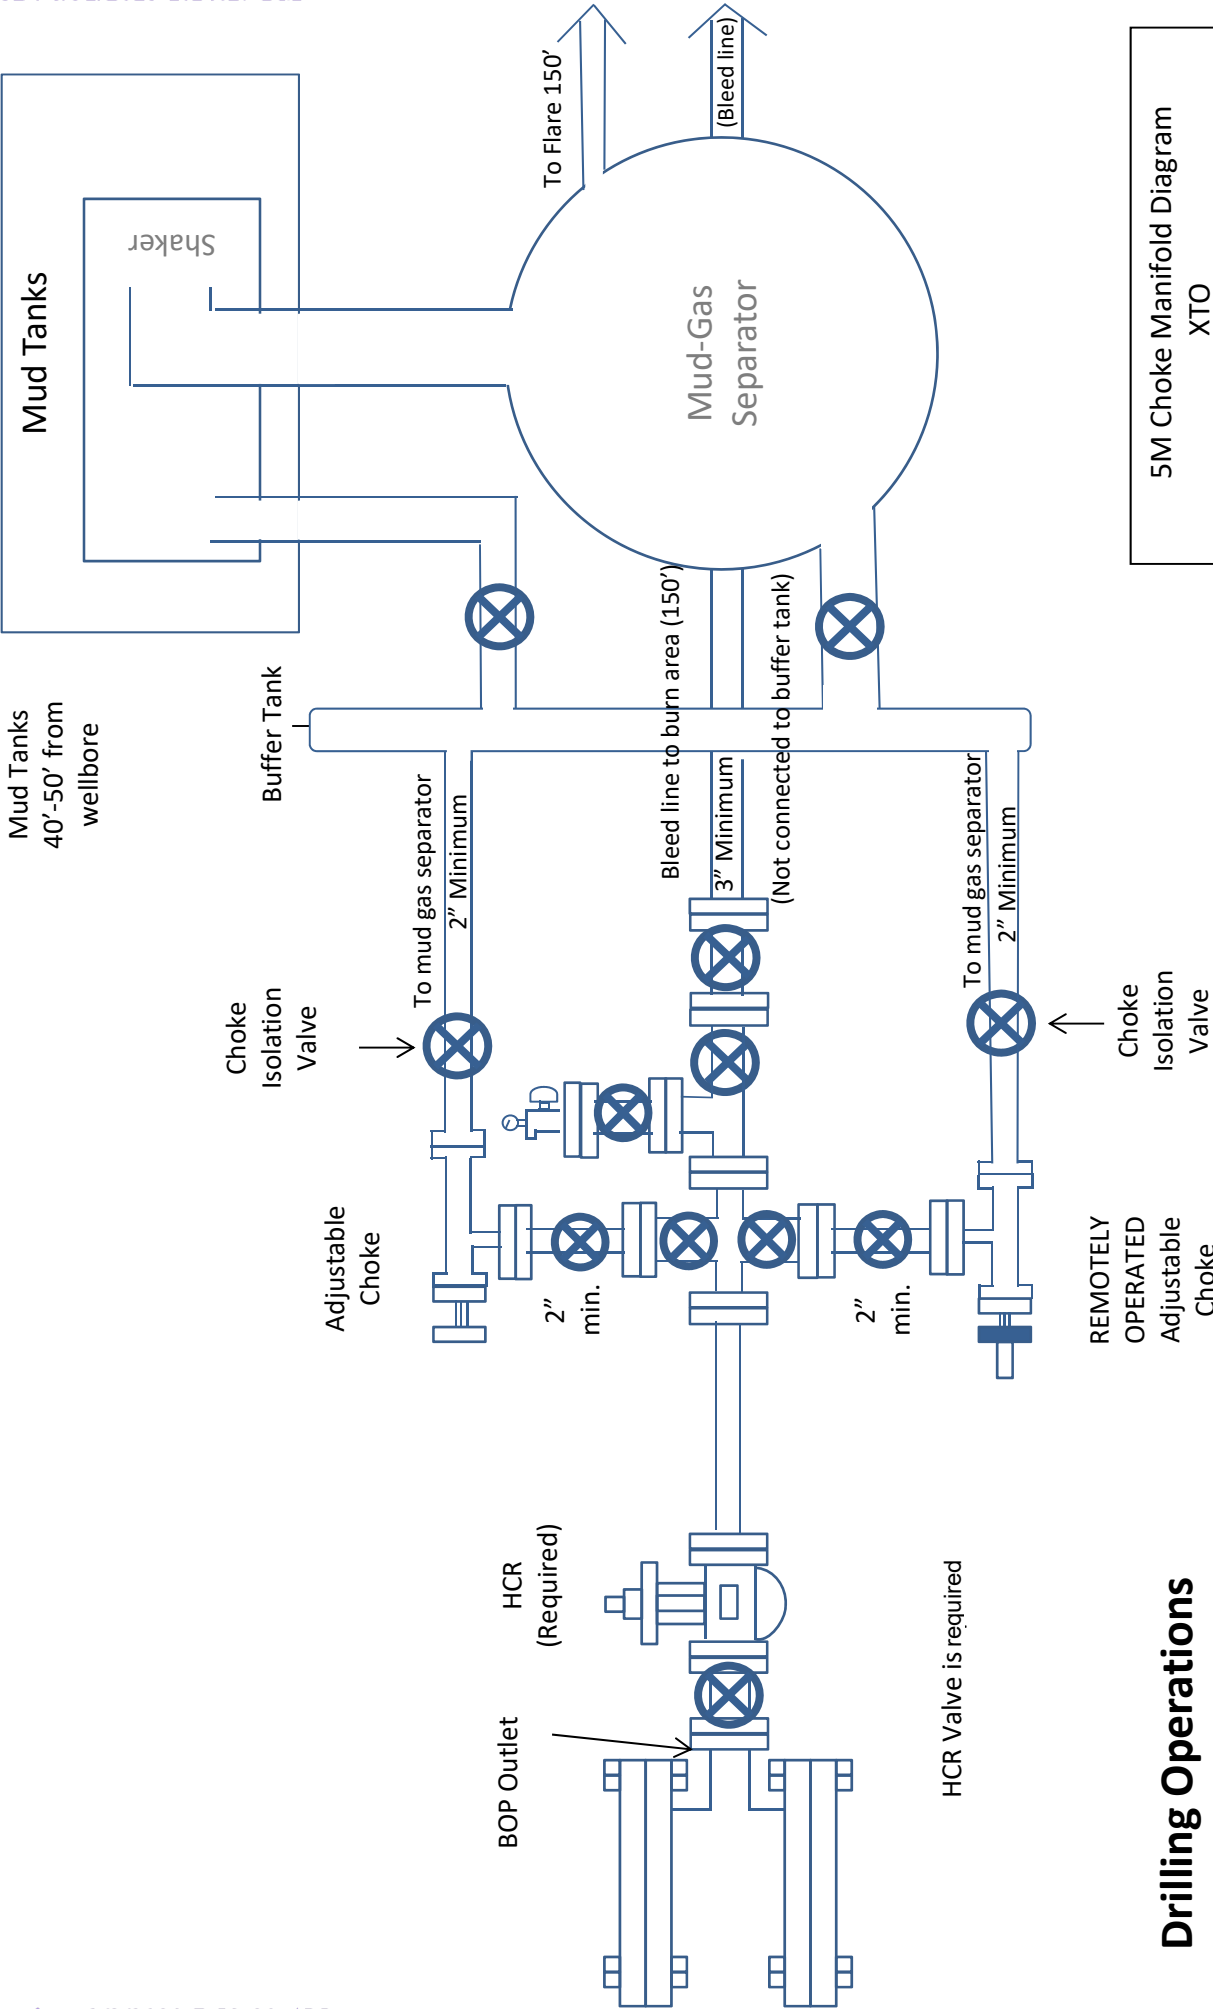 Mud Tanks
Shaker
Mud Tanks
40’-50’ from
wellbore
Buffer Tank
To Flare 150’
(Bleed line)
Mud-Gas
Separator
Choke
Isolation
Valve
To mud gas separator
2” Minimum
Bleed line to burn area (150’)
3” Minimum
(Not connected to buffer tank)
To mud gas separator
2” Minimum
Choke
Isolation
Valve
Adjustable
Choke
2”
min.
2”
min.
REMOTELY
OPERATED
Adjustable
Choke
HCR
(Required)
BOP Outlet
HCR Valve is required
5M Choke Manifold Diagram
XTO
Drilling Operations